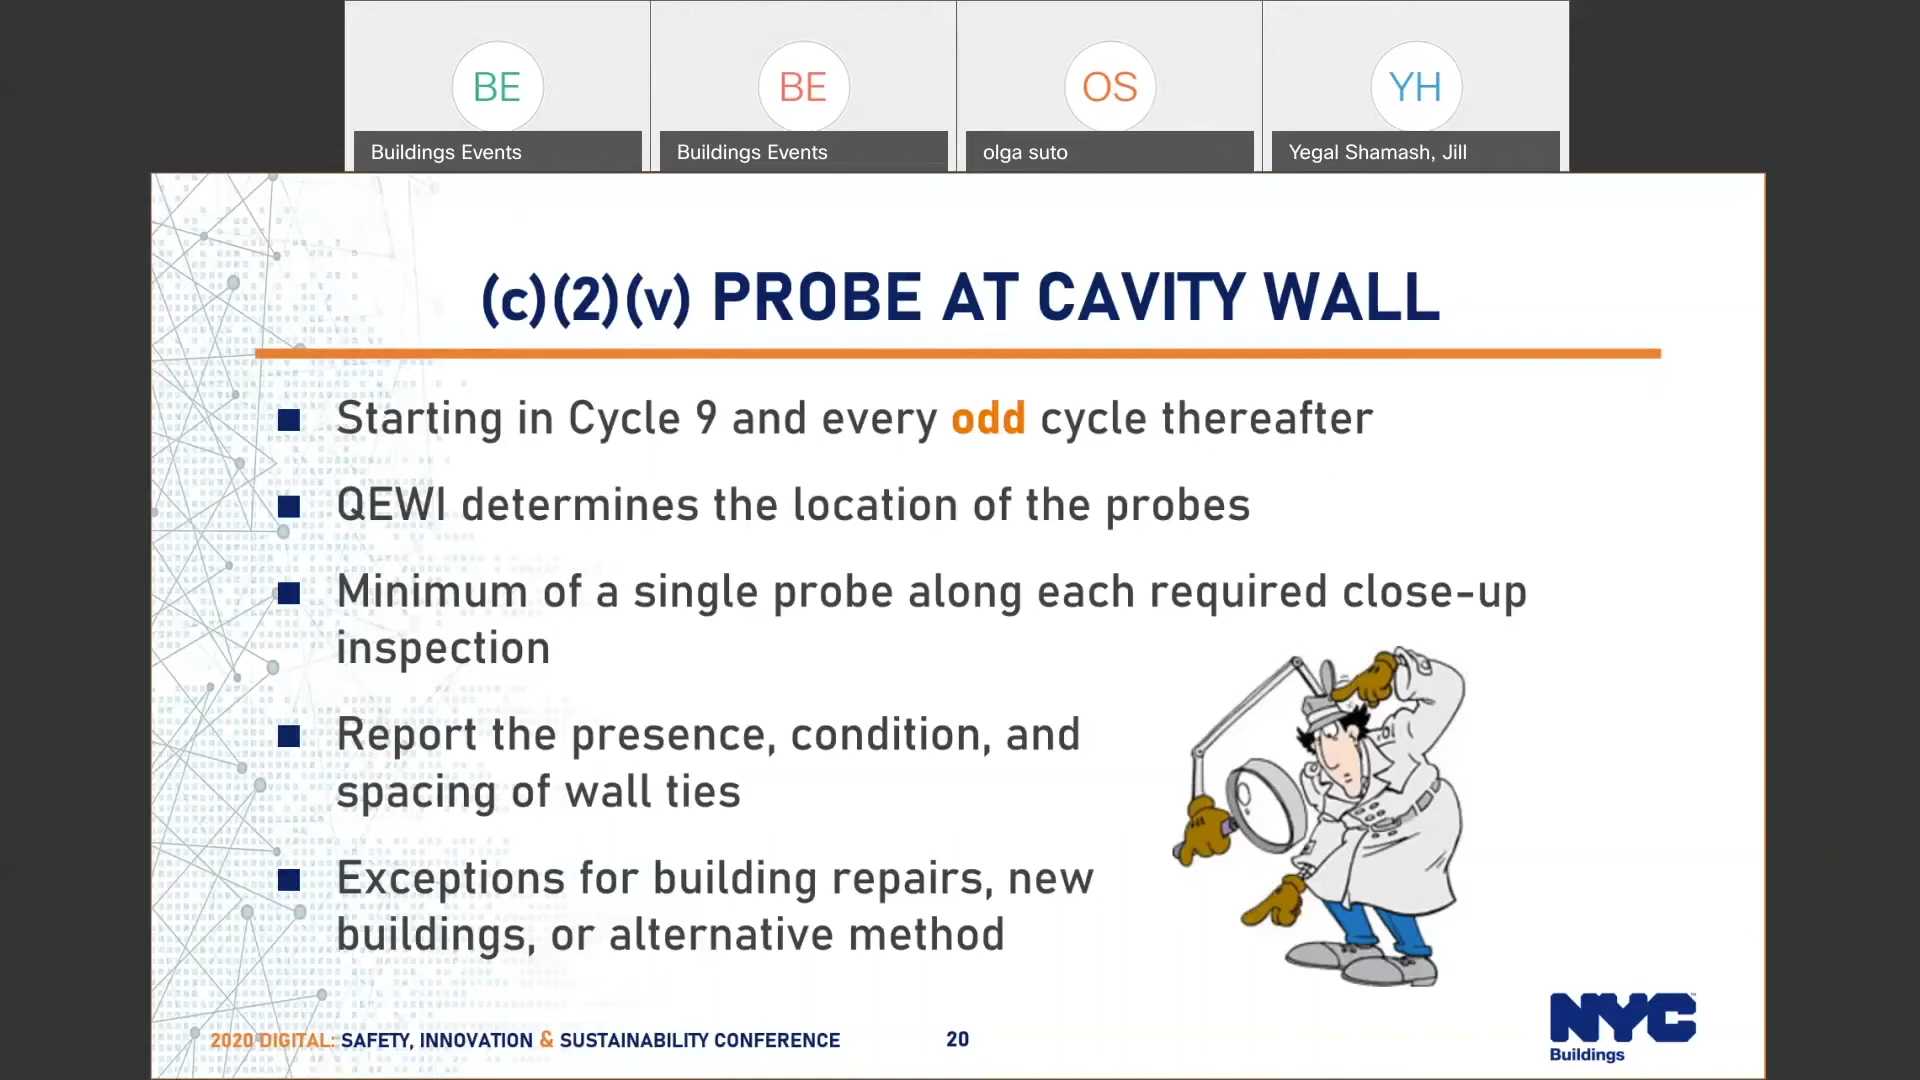 BE
BE
OS
YH
Buildings Events
Buildings Events
olga suto
Yegal Shamash, Jill
(c)(2)(v) PROBE AT CAVITY WALL
Starting in Cycle 9 and every odd cycle thereafter
QEWI determines the location of the probes
Minimum of a single probe along each required close-up
inspection
Report the presence, condition, and
spacing of wall ties
Exceptions for building repairs, new
buildings, or alternative method
2020 DIGITAL: SAFETY, INNOVATION & SUSTAINABILITY CONFERENCE
20
NYC
Buildings